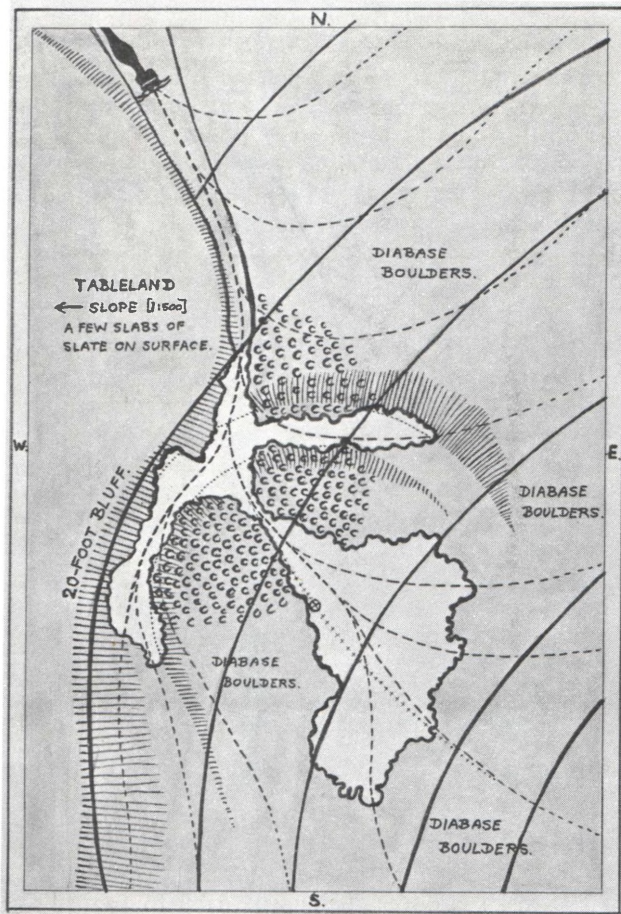 N.
DIABASE
BOULDERS.
TABLELAND
← SLOPE [1:500]
A FEW SLABS OF
SLATE ON SURFACE.
W.
E.
20-FOOT BLUFF.
DIABASE
BOULDERS.
DIABASE
BOULDERS.
DIABASE
BOULDERS.
S.